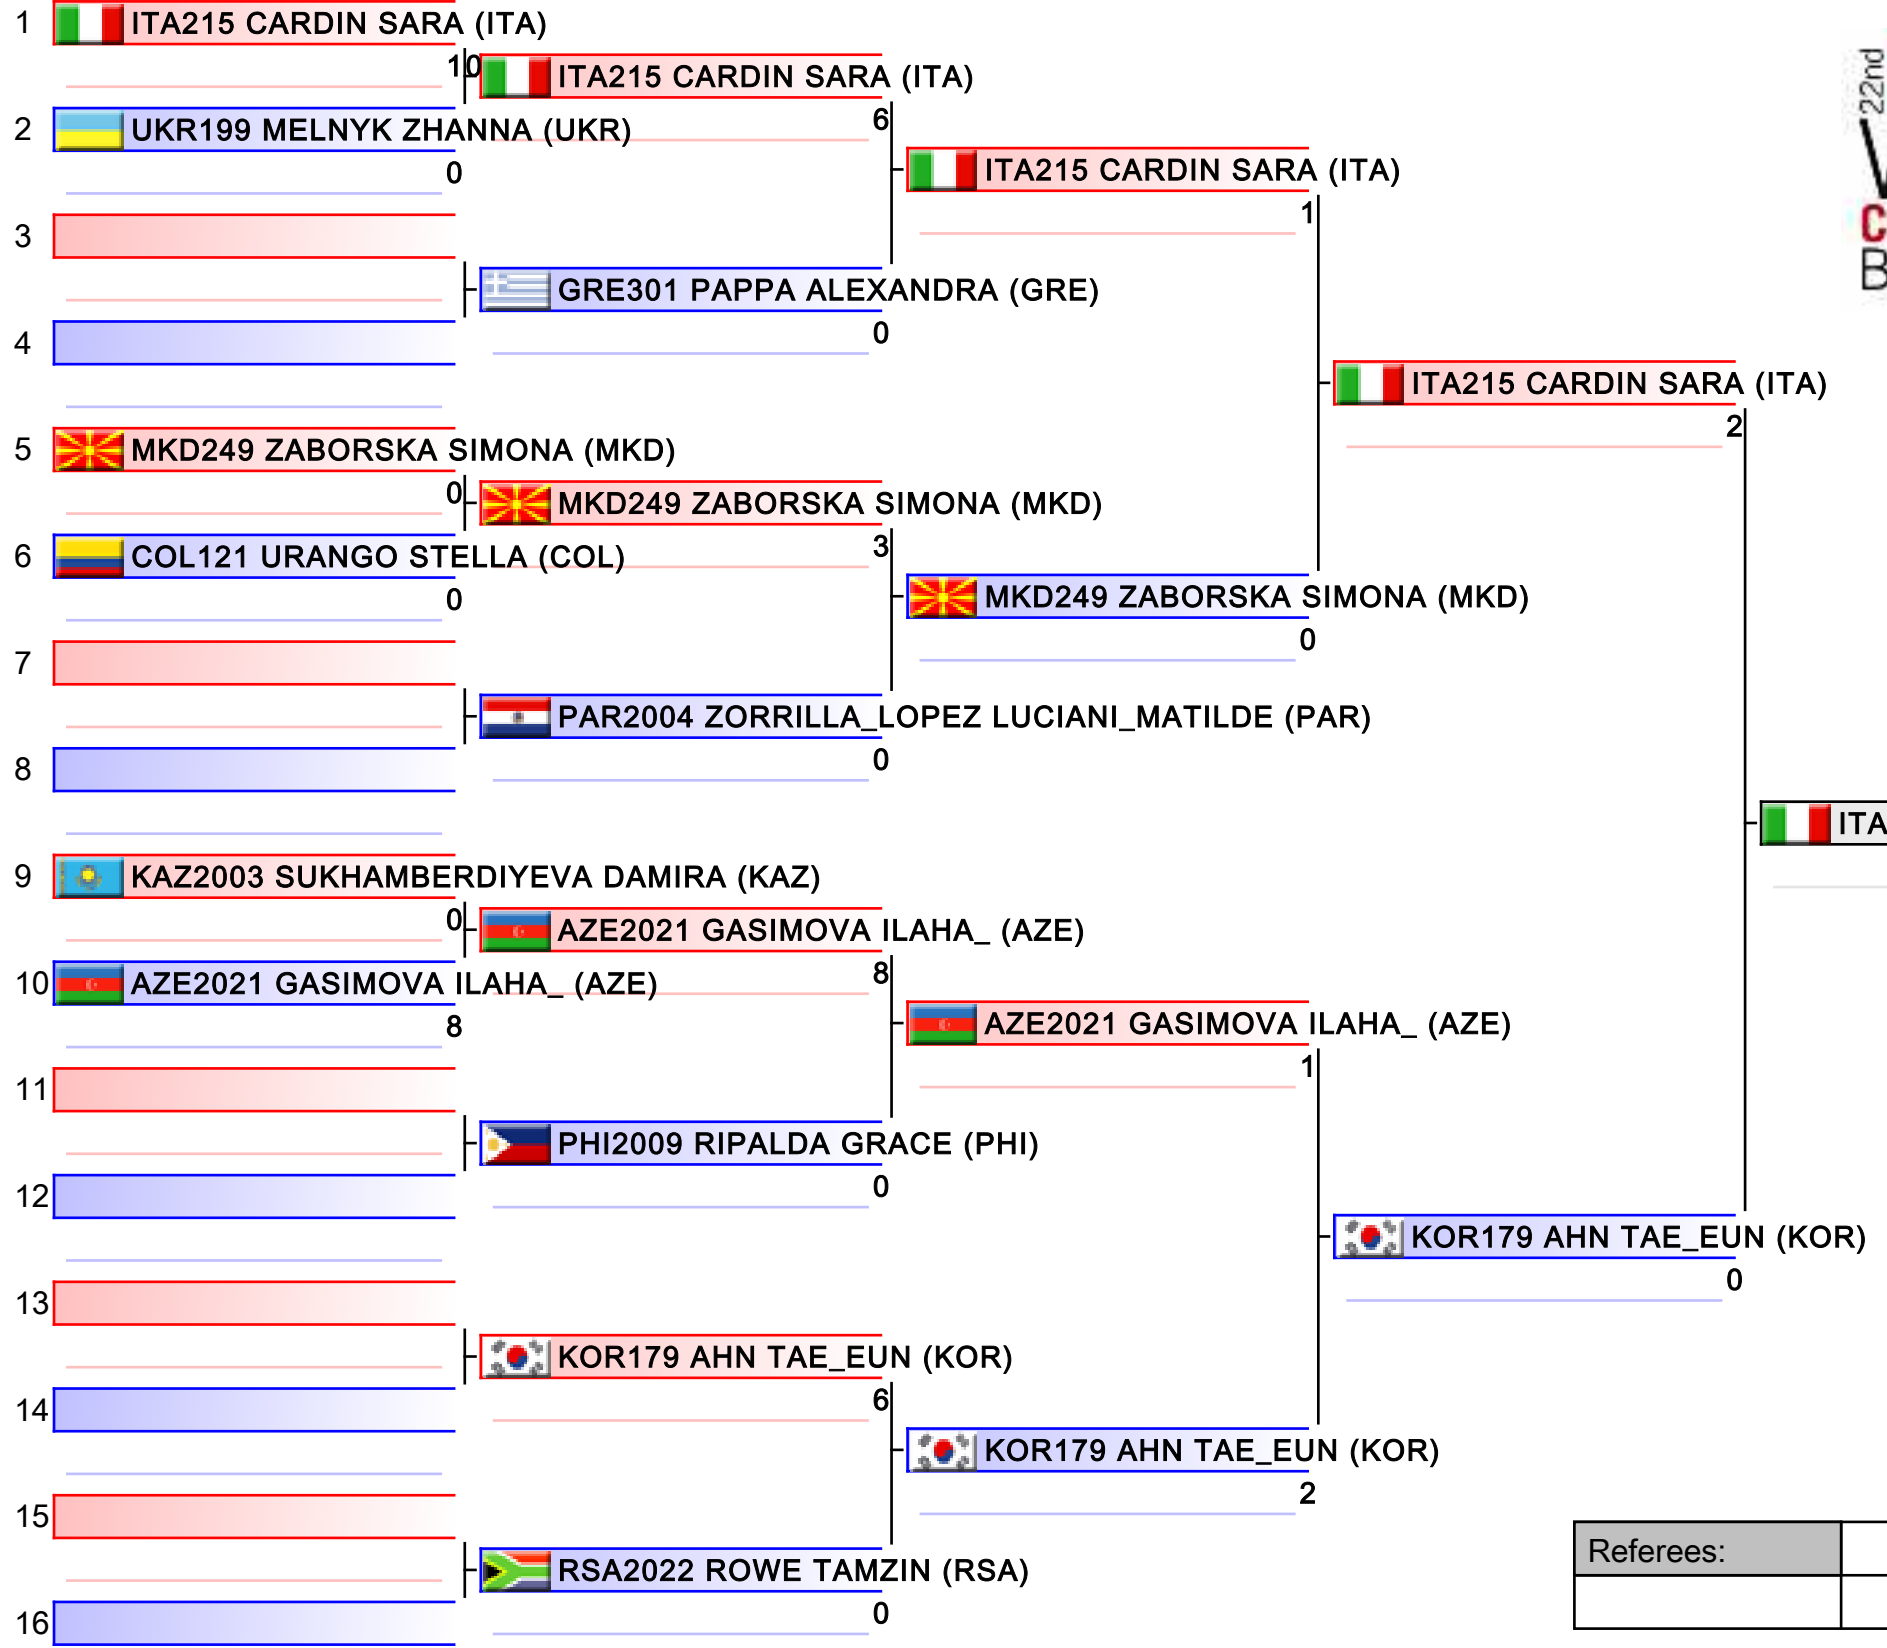 1 ITA215 CARDIN SARA (ITA)
10
ITA215 CARDIN SARA (ITA)
6
2 UKR199 MELNYK ZHANNA (UKR)
0
ITA215 CARDIN SARA (ITA)
1
3
GRE301 PAPPA ALEXANDRA (GRE)
0
4
ITA215 CARDIN SARA (ITA)
2
5 MKD249 ZABORSKA SIMONA (MKD)
0
MKD249 ZABORSKA SIMONA (MKD)
3
6 COL121 URANGO STELLA (COL)
0
MKD249 ZABORSKA SIMONA (MKD)
0
7
PAR2004 ZORRILLA_LOPEZ LUCIANI_MATILDE (PAR)
0
8
ITA
9 KAZ2003 SUKHAMBERDIYEVA DAMIRA (KAZ)
0
AZE2021 GASIMOVA ILAHA_ (AZE)
8
10 AZE2021 GASIMOVA ILAHA_ (AZE)
8
AZE2021 GASIMOVA ILAHA_ (AZE)
1
11
PHI2009 RIPALDA GRACE (PHI)
0
12
KOR179 AHN TAE_EUN (KOR)
0
13
KOR179 AHN TAE_EUN (KOR)
6
14
KOR179 AHN TAE_EUN (KOR)
2
15
RSA2022 ROWE TAMZIN (RSA)
0
16
Referees:
22nd
C
B